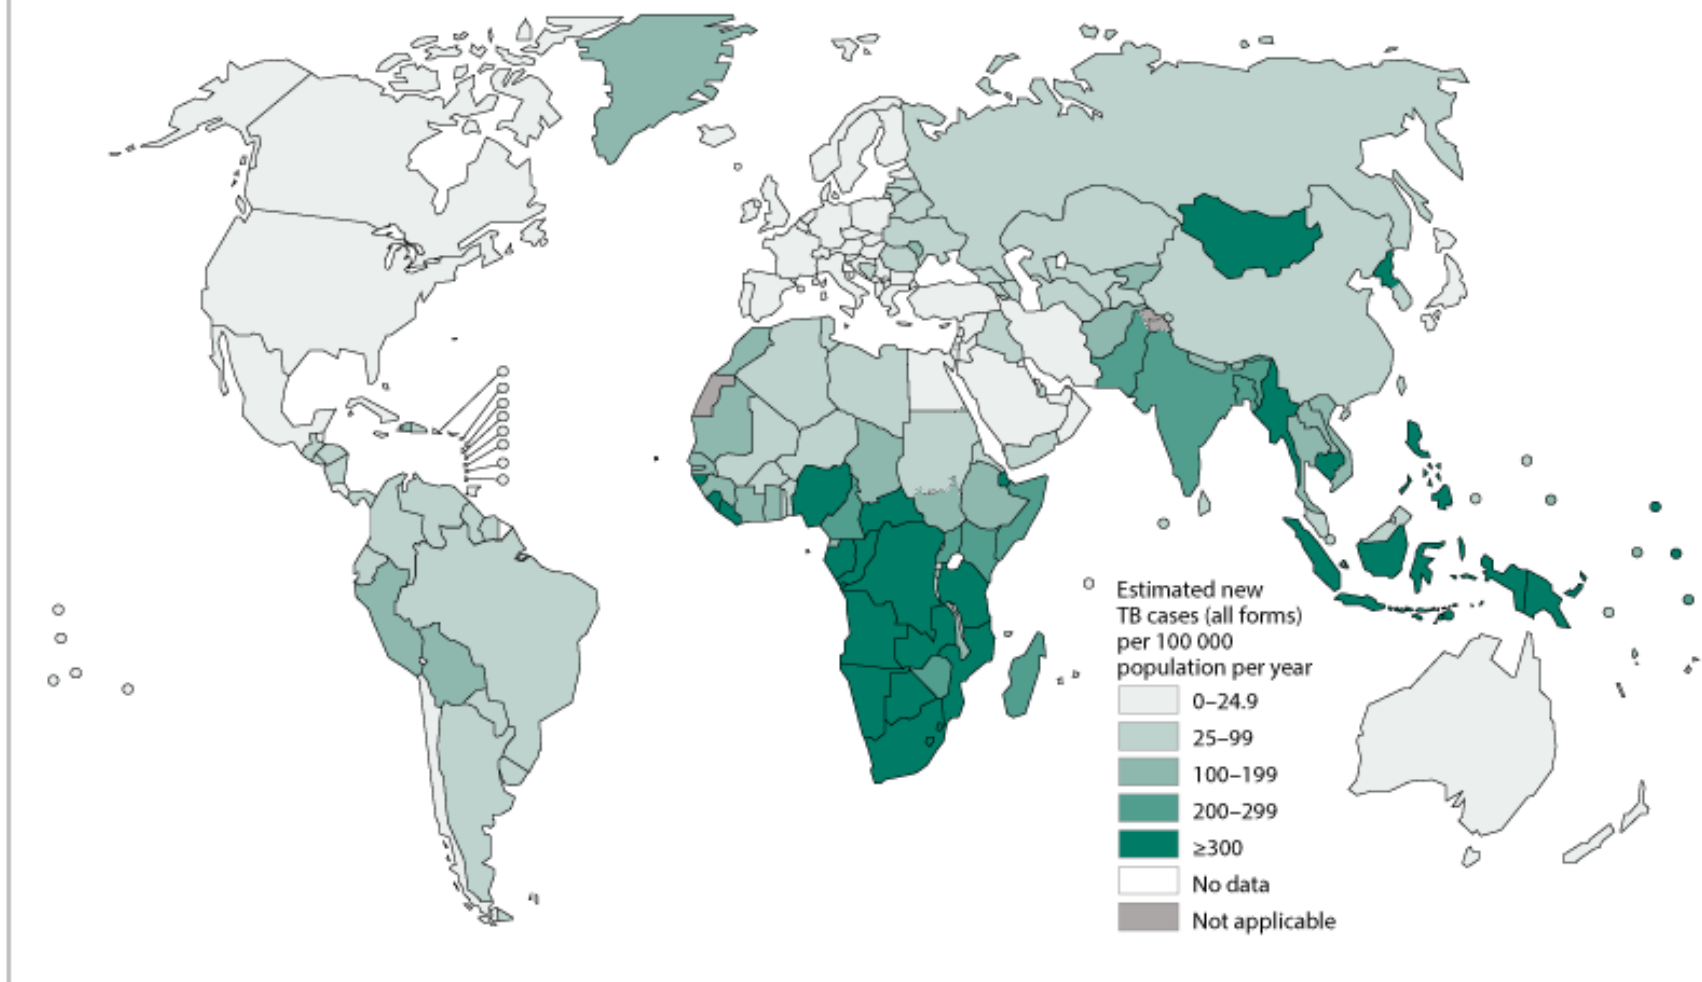 Estimated new
TB cases (all forms)
per 100 000
population per year
0–24.9
25–99
100–199
200–299
≥300
No data
Not applicable